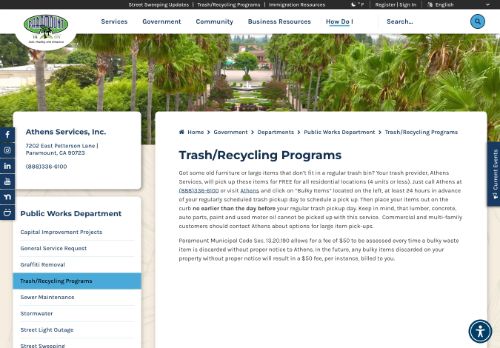 Street Sweeping Updates | Trash/Recycling Programs | Immigration Resources
° F
Register | Sign In
English
PARAMOUNT
Services
Government
Community
Business Resources
How Do I
Search...
Athens Services, Inc.
7202 East Petterson Lane |
Paramount, CA 90723
(888)336-6100
Public Works Department
Capital Improvement Projects
General Service Request
Graffiti Removal
Trash/Recycling Programs
Sewer Maintenance
Stormwater
Street Light Outage
Street Sweeping
Home > Government > Departments > Public Works Department > Trash/Recycling Programs
Trash/Recycling Programs
Got some old furniture or large items that don't fit in a regular trash bin? Your trash provider, Athens
Services, will pick up these items for FREE for all residential locations (4 units or less). Just call Athens at
(888)336-6100 or visit Athens and click on "Bulky Items" located on the left, at least 24 hours in advance
of your regularly scheduled trash pickup day to schedule a pick up. Then place your items out on the
curb no earlier than the day before your regular trash pickup day. Keep in mind, that lumber, concrete,
auto parts, paint and used motor oil cannot be picked up with this service. Commercial and multi-family
customers should contact Athens about options for large item pick-ups.
Paramount Municipal Code Sec. 13.20.190 allows for a fee of $50 to be assessed every time a bulky waste
item is discarded without proper notice to Athens. In the future, any bulky items discarded on your
property without proper notice will result in a $50 fee, per instance, billed to you.
Current Events